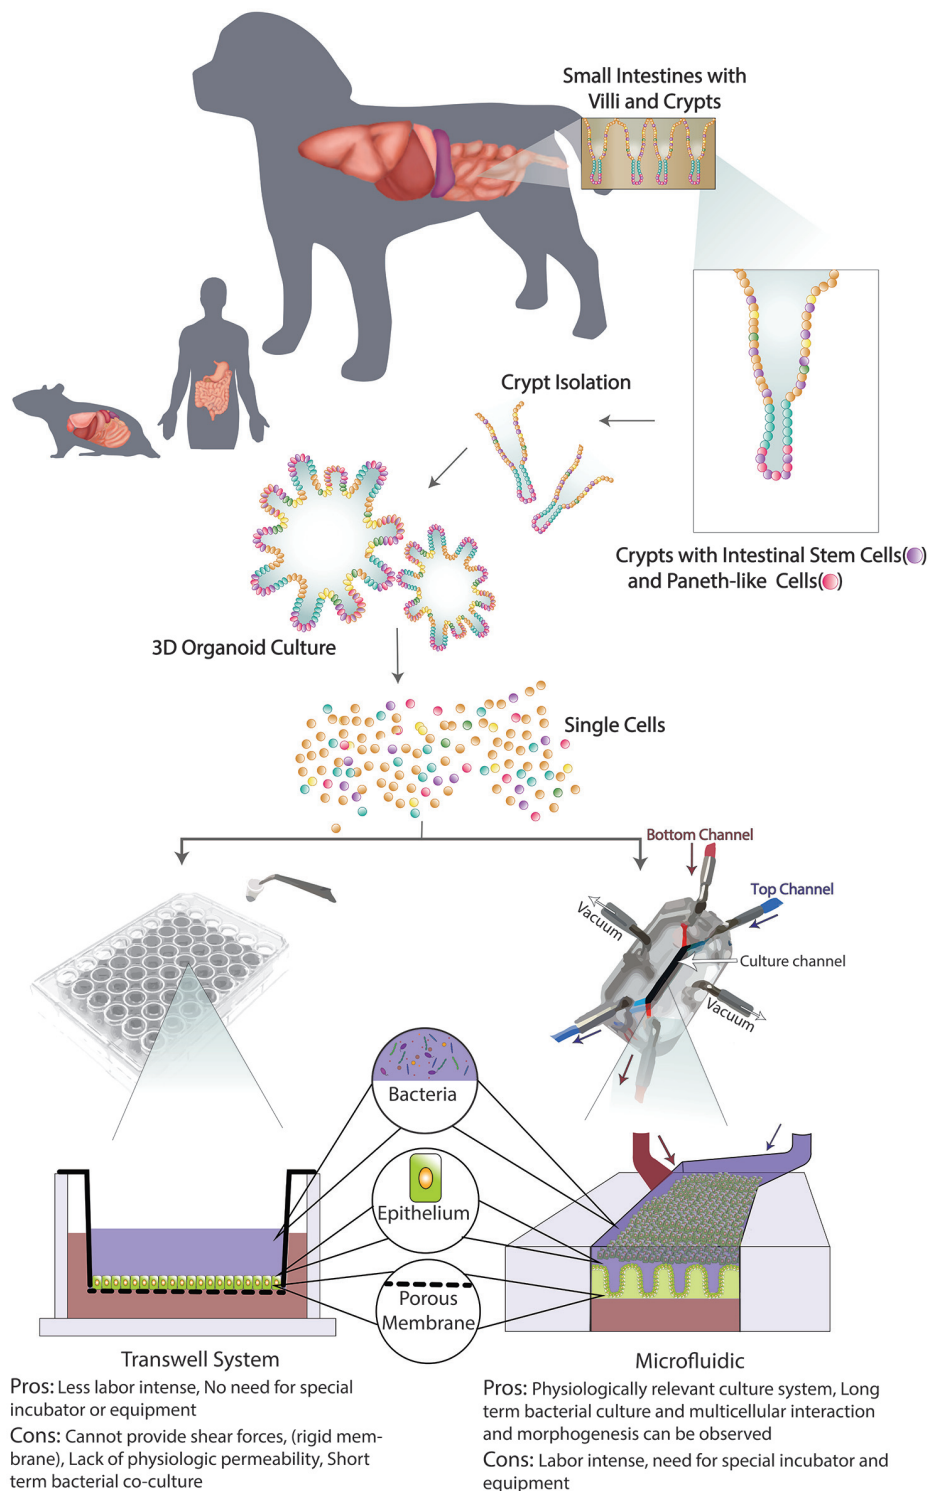 Small Intestines with
Villi and Crypts
Crypt Isolation
Crypts with Intestinal Stem Cells( )
and Paneth-like Cells( )
3D Organoid Culture
Single Cells
Bottom Channel
Top Channel
Vacuum
Culture channel
Vacuum
Bacteria
Epithelium
Porous
Membrane
Transwell System
Pros: Less labor intense, No need for special
incubator or equipment
Cons: Cannot provide shear forces, (rigid mem-
brane), Lack of physiologic permeability, Short
term bacterial co-culture
Microfluidic
Pros: Physiologically relevant culture system, Long
term bacterial culture and multicellular interaction
and morphogenesis can be observed
Cons: Labor intense, need for special incubator and
equipment